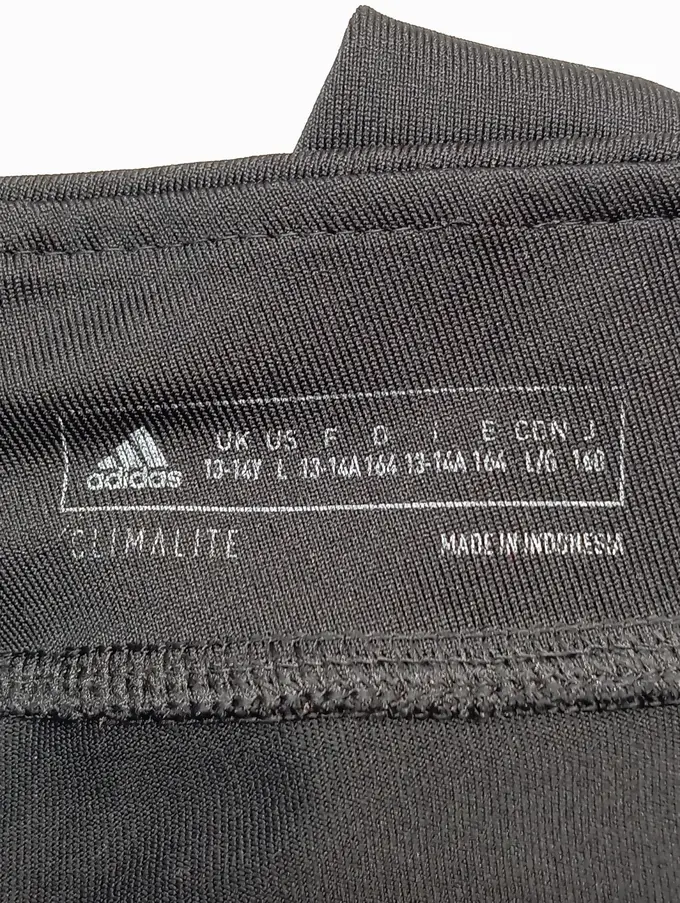 adidas
UK US F D I E CDN J
13-14Y L 13-14A 164 13-14A 164 L/G 160
CLIMALITE
MADE IN INDONESIA